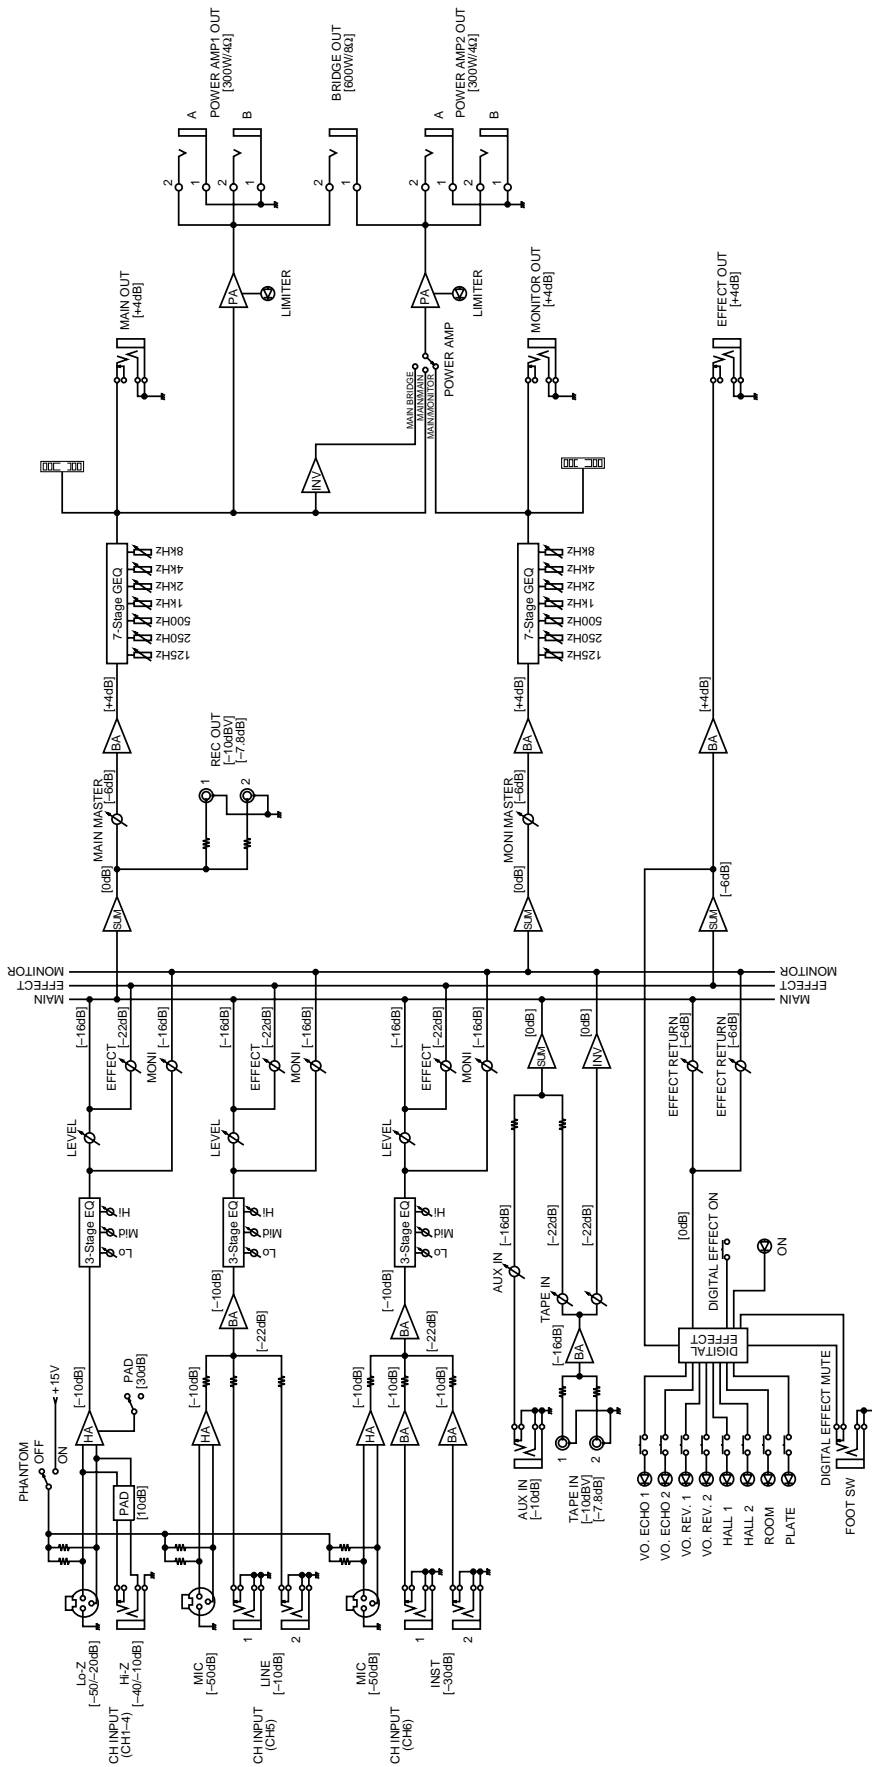 CH INPUT
(CH1–4)
Lo-Z
[–50/–20dB]
Hi-Z
[–40/–10dB]
PHANTOM
OFF
ON
+15V
PAD
[10dB]
HA
[–10dB]
PAD
[30dB]
3-Stage EQ
Lo
Mid
Hi
LEVEL
[–16dB]
EFFECT
[–22dB]
MONI
[–16dB]
CH INPUT
(CH5)
MIC
[–50dB]
LINE
[–10dB]
1
2
HA
[–10dB]
[–22dB]
BA
[–10dB]
3-Stage EQ
Lo
Mid
Hi
LEVEL
[–16dB]
EFFECT
[–22dB]
MONI
[–16dB]
CH INPUT
(CH6)
MIC
[–50dB]
INST
[–30dB]
1
2
HA
[–10dB]
BA
[–10dB]
BA
[–10dB]
[–22dB]
BA
[–10dB]
3-Stage EQ
Lo
Mid
Hi
LEVEL
[–16dB]
EFFECT
[–22dB]
MONI
[–16dB]
AUX IN
[–10dB]
AUX IN
[–16dB]
TAPE IN
[–10dBV]
[–7.8dB]
1
2
BA
[–16dB]
TAPE IN
[–22dB]
[–22dB]
SUM
[0dB]
INV
[0dB]
VO. ECHO 1
VO. ECHO 2
VO. REV. 1
VO. REV. 2
HALL 1
HALL 2
ROOM
PLATE
DIGITAL EFFECT MUTE
FOOT SW
DIGITAL
EFFECT
DIGITAL EFFECT ON
ON
[0dB]
EFFECT RETURN
[–6dB]
EFFECT RETURN
[–6dB]
MAIN
EFFECT
MONITOR
MAIN
EFFECT
MONITOR
SUM
[0dB]
MAIN MASTER
[–6dB]
REC OUT
[–10dBV]
[–7.8dB]
1
2
BA
[+4dB]
7-Stage GEQ
125Hz
250Hz
500Hz
1kHz
2kHz
4kHz
8kHz
MAIN OUT
[+4dB]
INV
MAIN BRIDGE
MAIN/MAIN
MAIN/MONITOR
POWER AMP
PA
LIMITER
PA
LIMITER
POWER AMP1 OUT
[300W/4Ω]
A
B
2
1
2
1
BRIDGE OUT
[600W/8Ω]
2
1
POWER AMP2 OUT
[300W/4Ω]
A
B
2
1
2
1
SUM
[0dB]
MONI MASTER
[–6dB]
BA
[+4dB]
7-Stage GEQ
125Hz
250Hz
500Hz
1kHz
2kHz
4kHz
8kHz
MONITOR OUT
[+4dB]
SUM
[–6dB]
BA
[+4dB]
EFFECT OUT
[+4dB]